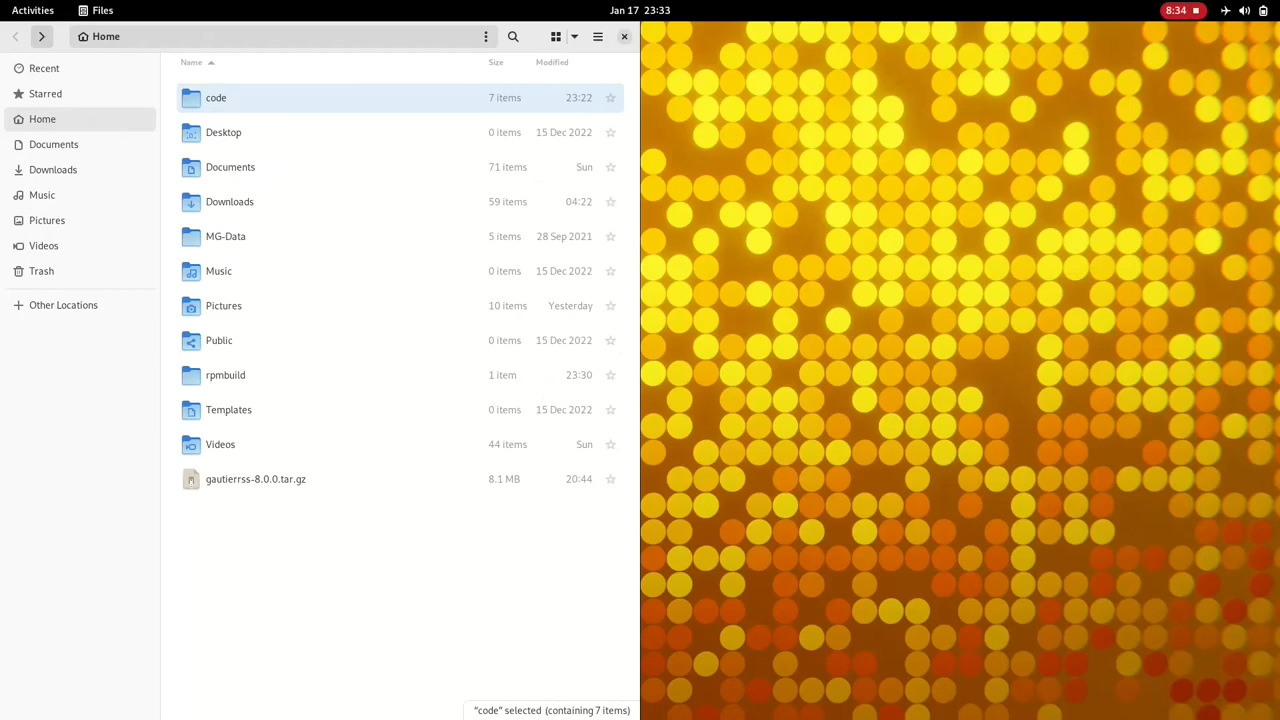 Activities Files Jan 17 23:33 8:34
Home
Name Size Modified
Recent
Starred
Home
Documents
Downloads
Music
Pictures
Videos
Trash
Other Locations
code 7 items 23:22
Desktop 0 items 15 Dec 2022
Documents 71 items Sun
Downloads 59 items 04:22
MG-Data 5 items 28 Sep 2021
Music 0 items 15 Dec 2022
Pictures 10 items Yesterday
Public 0 items 15 Dec 2022
rpmbuild 1 item 23:30
Templates 0 items 15 Dec 2022
Videos 44 items Sun
gautierrss-8.0.0.tar.gz 8.1 MB 20:44
“code” selected (containing 7 items)